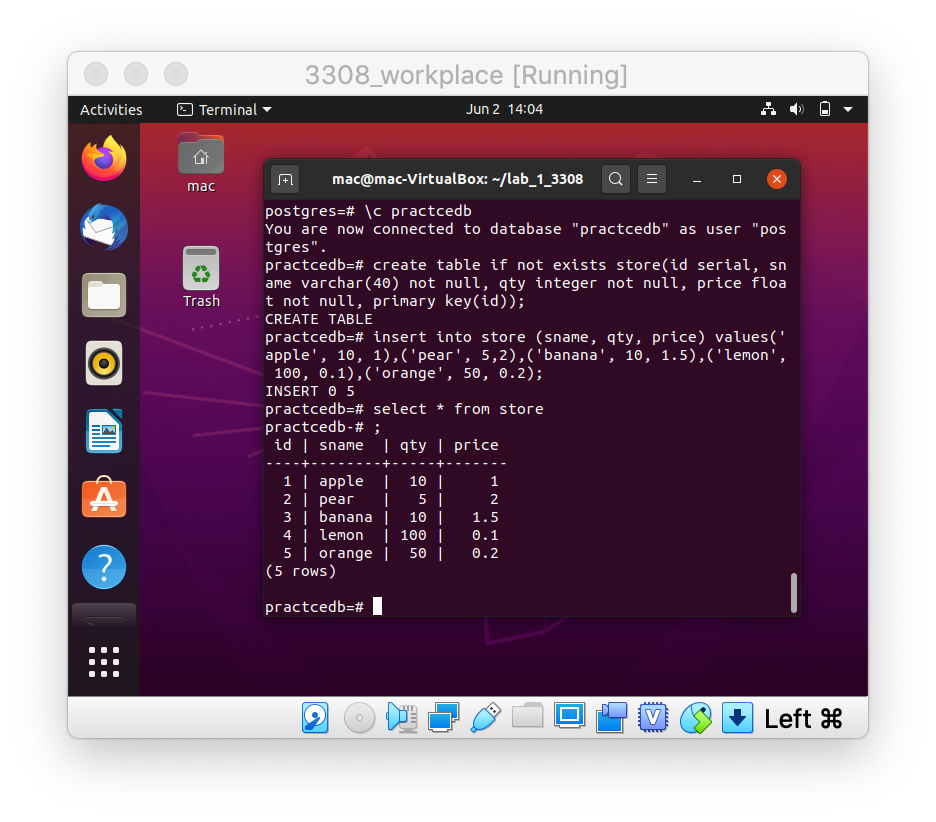 3308_workplace [Running]
Activities Terminal Jun 2 14:04
mac
Trash
mac@mac-VirtualBox: ~/lab_1_3308
postgres=# \c practcedb
You are now connected to database "practcedb" as user "pos
tgres".
practcedb=# create table if not exists store(id serial, sn
ame varchar(40) not null, qty integer not null, price floa
t not null, primary key(id));
CREATE TABLE
practcedb=# insert into store (sname, qty, price) values('
apple', 10, 1),('pear', 5,2),('banana', 10, 1.5),('lemon',
 100, 0.1),('orange', 50, 0.2);
INSERT 0 5
practcedb=# select * from store
practcedb-# ;
 id | sname  | qty | price
----+--------+-----+-------
  1 | apple  |  10 |     1
  2 | pear   |   5 |     2
  3 | banana |  10 |   1.5
  4 | lemon  | 100 |   0.1
  5 | orange |  50 |   0.2
(5 rows)
practcedb=#
Left ⌘